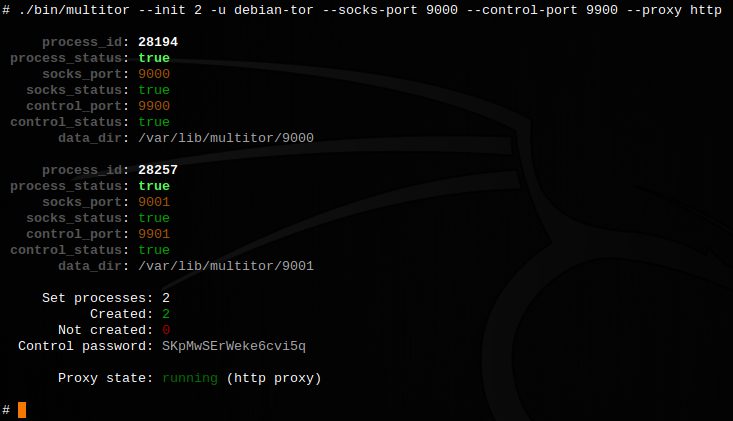 # ./bin/multitor --init 2 -u debian-tor --socks-port 9000 --control-port 9900 --proxy http
process_id: 28194
process_status: true
socks_port: 9000
socks_status: true
control_port: 9900
control_status: true
data_dir: /var/lib/multitor/9000
process_id: 28257
process_status: true
socks_port: 9001
socks_status: true
control_port: 9901
control_status: true
data_dir: /var/lib/multitor/9001
Set processes: 2
Created: 2
Not created: 0
Control password: SKpMwSErWeke6cvi5q
Proxy state: running (http proxy)
#